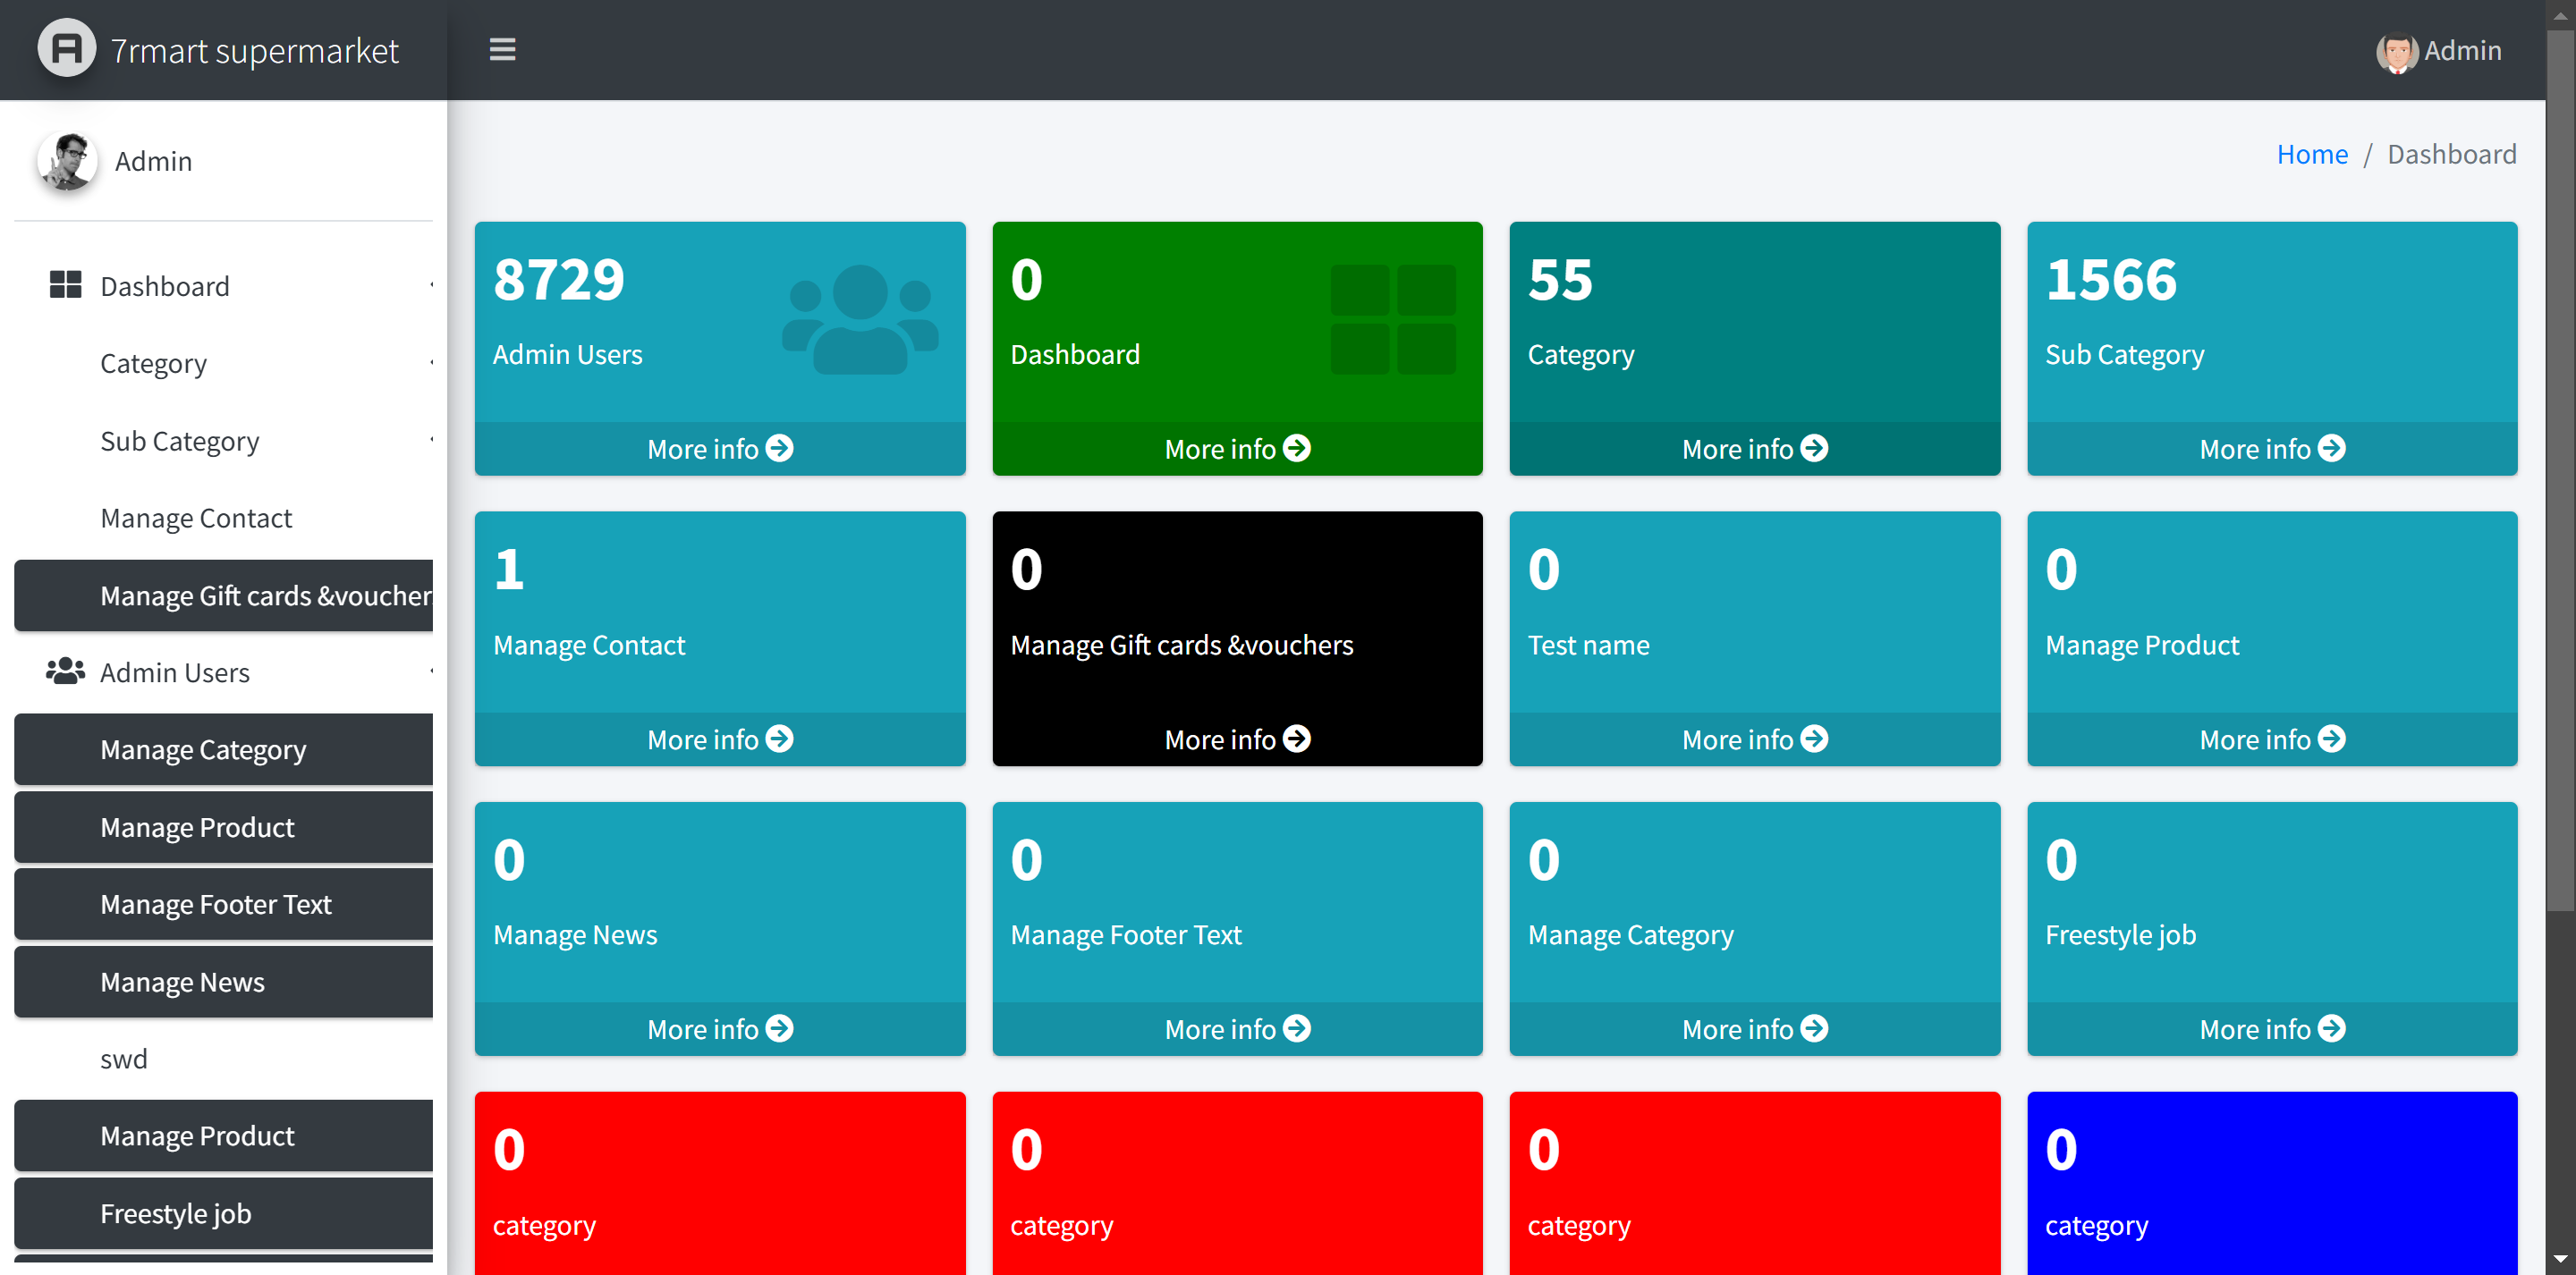 7rmart supermarket
Admin
Admin
Home / Dashboard
Dashboard
Category
Sub Category
Manage Contact
Manage Gift cards &voucher
Admin Users
Manage Category
Manage Product
Manage Footer Text
Manage News
swd
Manage Product
Freestyle job
8729
Admin Users
More info
0
Dashboard
More info
55
Category
More info
1566
Sub Category
More info
1
Manage Contact
More info
0
Manage Gift cards &vouchers
More info
0
Test name
More info
0
Manage Product
More info
0
Manage News
More info
0
Manage Footer Text
More info
0
Manage Category
More info
0
Freestyle job
More info
0
category
0
category
0
category
0
category